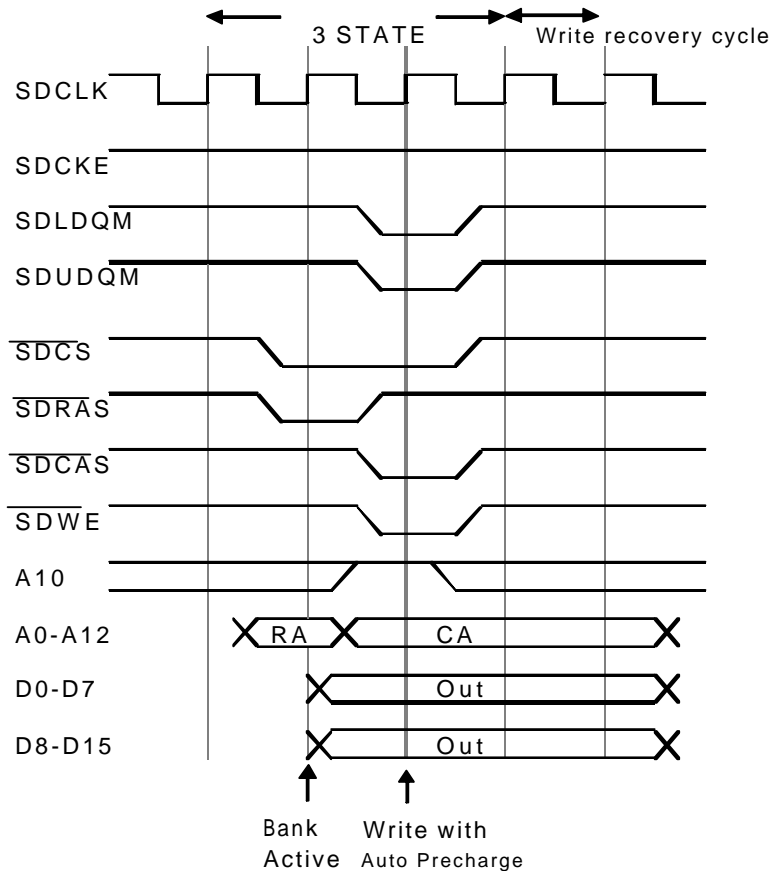 3 STATE
Write recovery cycle
SDCLK
SDCKE
SDLDQM
SDUDQM
SDCS
SDRAS
SDCAS
SDWE
A10
A0-A12 RA CA
D0-D7 Out
D8-D15 Out
Bank Active
Write with Auto Precharge